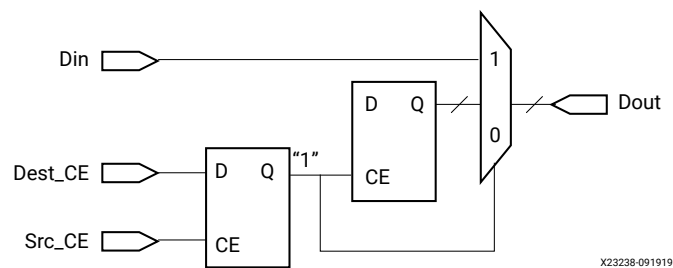 Din
1
D Q
Dout
0
"1"
Dest_CE
D Q
CE
Src_CE
CE
X23238-091919